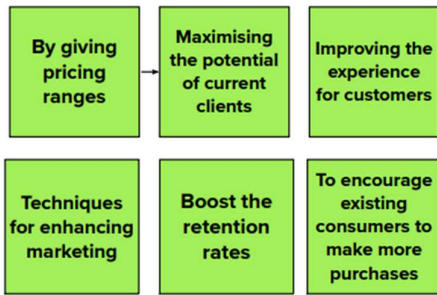 By giving
pricing
ranges
Maximising
the potential
of current
clients
Improving the
experience
for customers
Techniques
for enhancing
marketing
Boost the
retention
rates
To encourage
existing
consumers to
make more
purchases